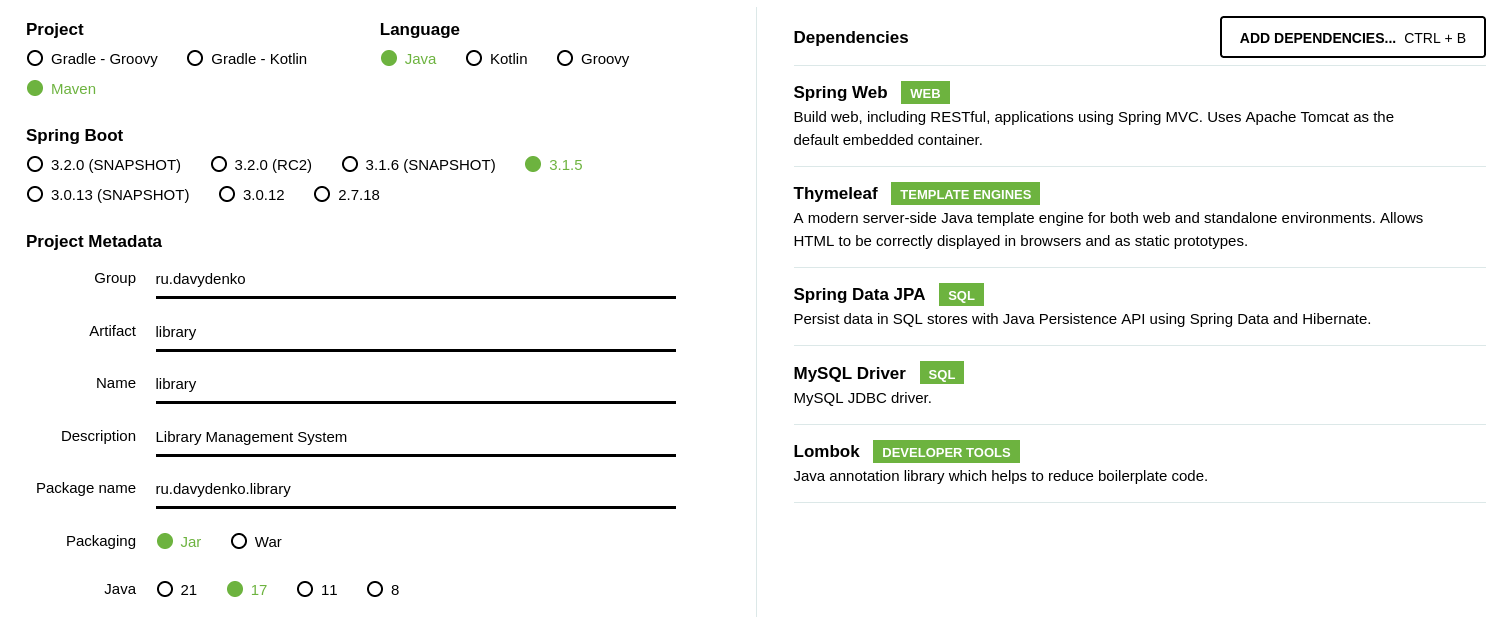 Project
Gradle - Groovy Gradle - Kotlin
Maven
Language
Java Kotlin Groovy
Spring Boot
3.2.0 (SNAPSHOT) 3.2.0 (RC2) 3.1.6 (SNAPSHOT) 3.1.5
3.0.13 (SNAPSHOT) 3.0.12 2.7.18
Project Metadata
Group ru.davydenko
Artifact library
Name library
Description Library Management System
Package name ru.davydenko.library
Packaging Jar War
Java 21 17 11 8
Dependencies ADD DEPENDENCIES... CTRL + B
Spring Web WEB
Build web, including RESTful, applications using Spring MVC. Uses Apache Tomcat as the
default embedded container.
Thymeleaf TEMPLATE ENGINES
A modern server-side Java template engine for both web and standalone environments. Allows
HTML to be correctly displayed in browsers and as static prototypes.
Spring Data JPA SQL
Persist data in SQL stores with Java Persistence API using Spring Data and Hibernate.
MySQL Driver SQL
MySQL JDBC driver.
Lombok DEVELOPER TOOLS
Java annotation library which helps to reduce boilerplate code.